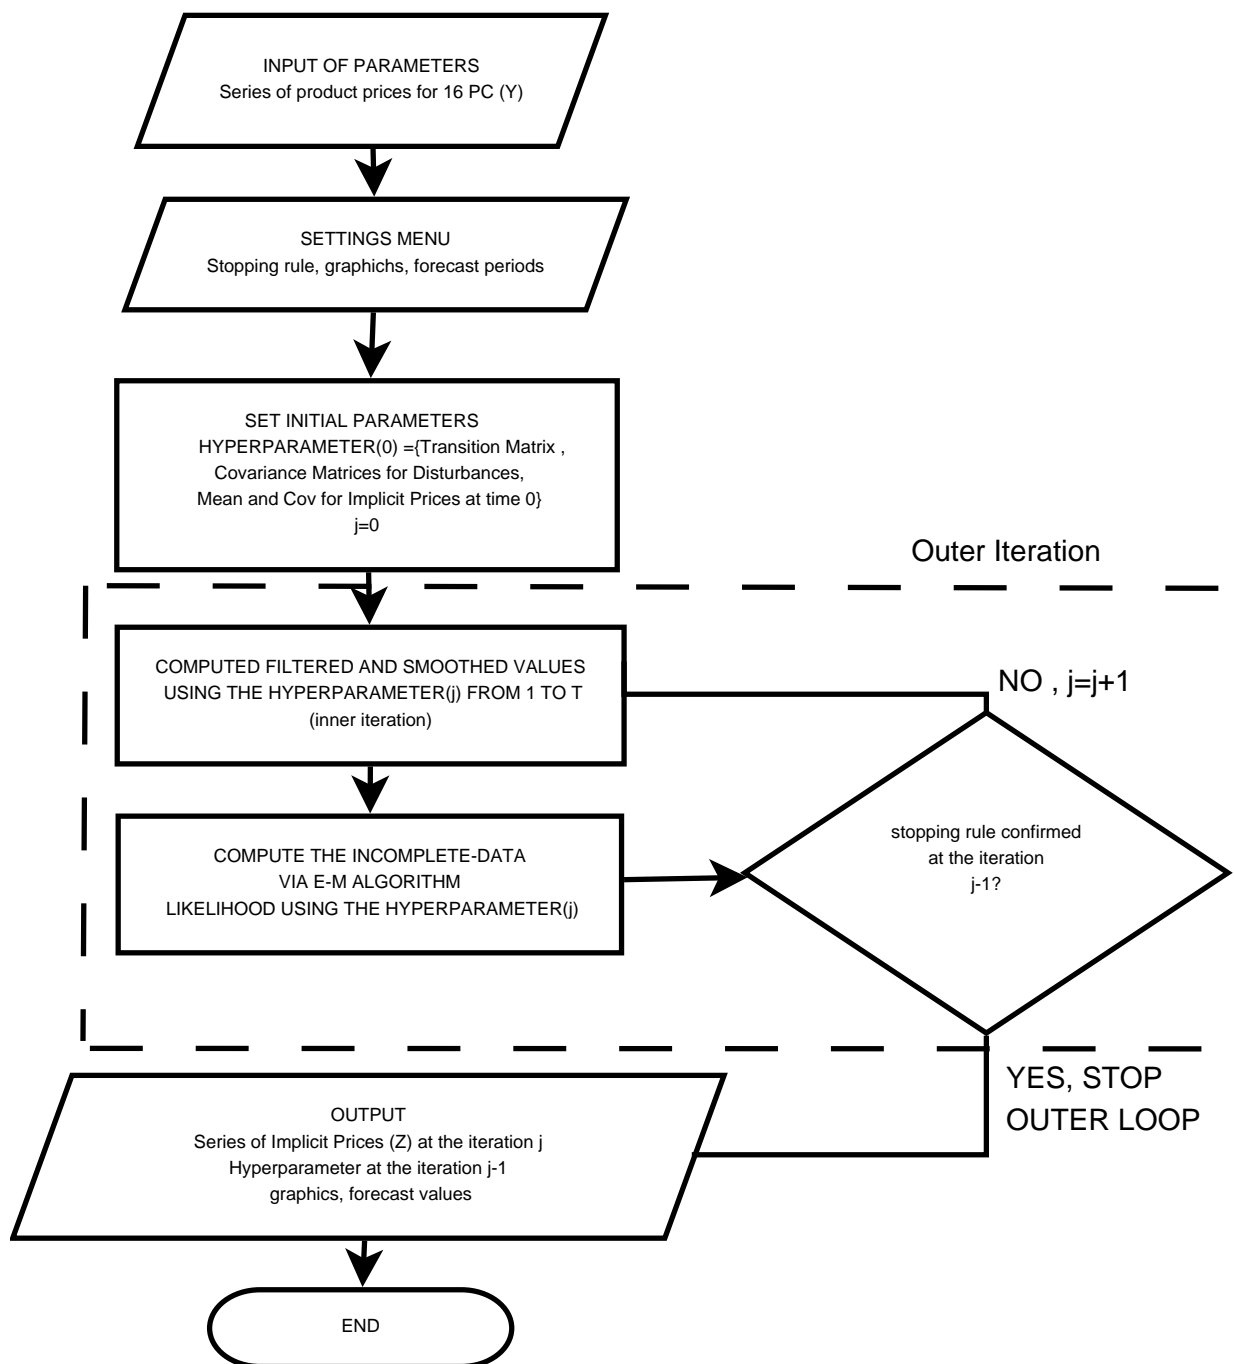 INPUT OF PARAMETERS
Series of product prices for 16 PC (Y)
SETTINGS MENU
Stopping rule, graphichs, forecast periods
SET INITIAL PARAMETERS
HYPERPARAMETER(0) ={Transition Matrix ,
Covariance Matrices for Disturbances,
Mean and Cov for Implicit Prices at time 0}
j=0
Outer Iteration
COMPUTED FILTERED AND SMOOTHED VALUES
USING THE HYPERPARAMETER(j) FROM 1 TO T
(inner iteration)
NO , j=j+1
COMPUTE THE INCOMPLETE-DATA
VIA E-M ALGORITHM
LIKELIHOOD USING THE HYPERPARAMETER(j)
stopping rule confirmed
at the iteration
j-1?
YES, STOP
OUTER LOOP
OUTPUT
Series of Implicit Prices (Z) at the iteration j
Hyperparameter at the iteration j-1
graphics, forecast values
END